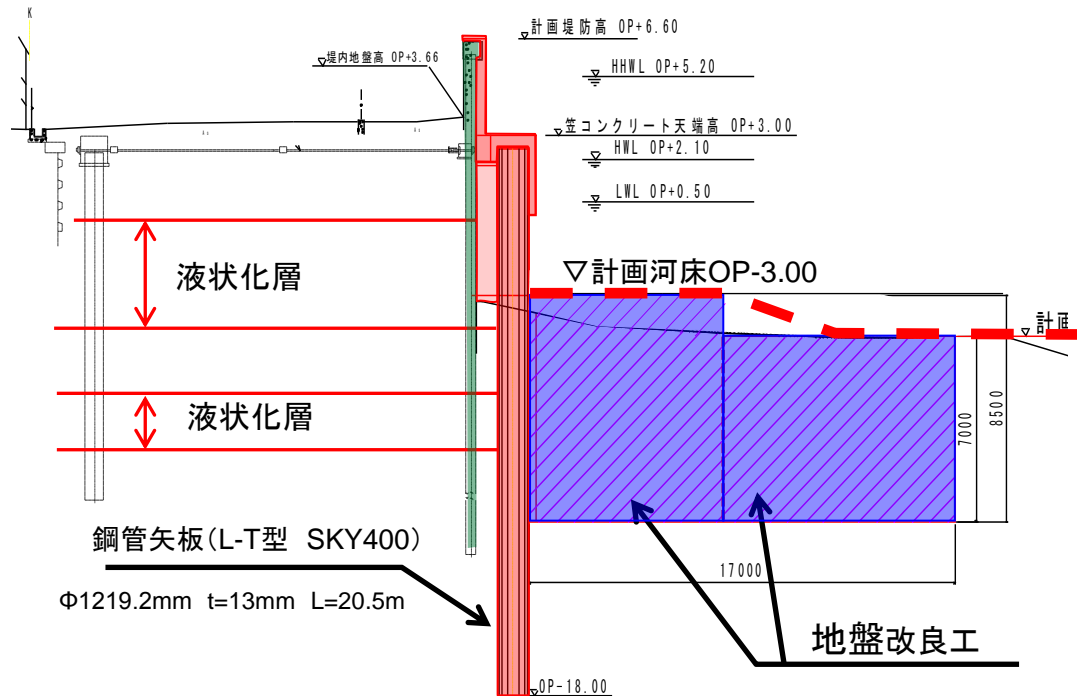 K
計画堤防高 OP+6.60
堤内地盤高 OP+3.66
HHWL OP+5.20
笠コンクリート天端高 OP+3.00
HWL OP+2.10
LWL OP+0.50
液状化層
▽計画河床OP-3.00
計画
液状化層
7000
8500
鋼管矢板(L-T型 SKY400)
17000
Φ1219.2mm t=13mm L=20.5m
地盤改良工
OP-18.00